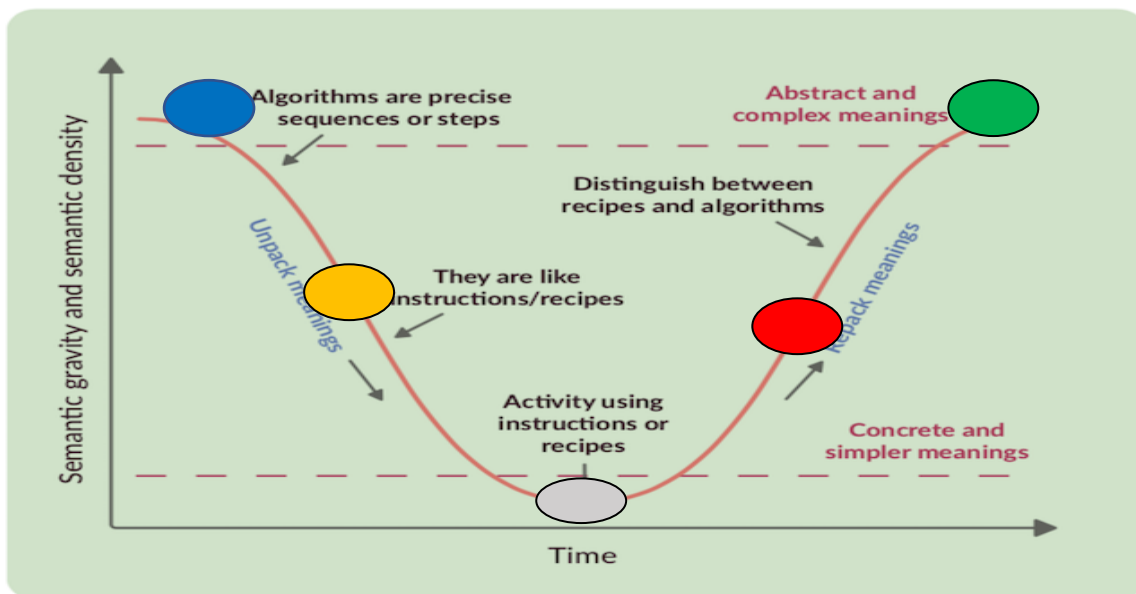 Algorithms are precise
sequences or steps
Abstract and
complex meanings
Distinguish between
recipes and algorithms
Unpack meanings
They are like
instructions/recipes
Repack meanings
Activity using
instructions or
recipes
Concrete and
simpler meanings
Semantic gravity and semantic density
Time